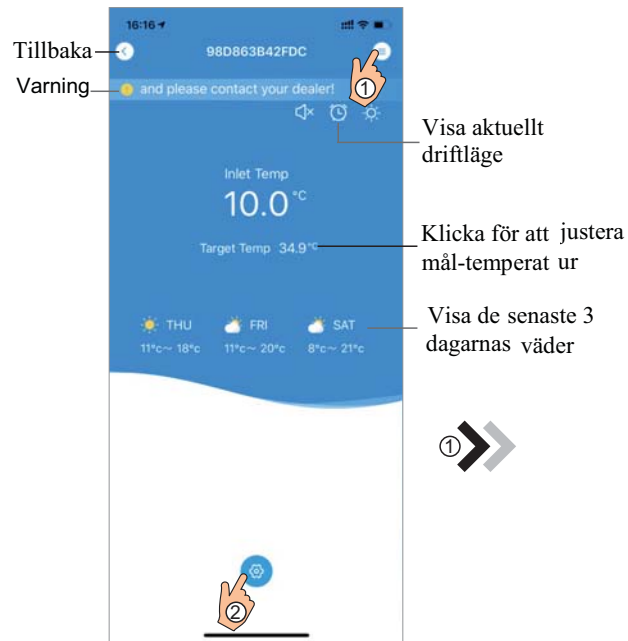 16:16
Tillbaka
98D863B42FDC
Varning
and please contact your dealer!
①
Visa aktuellt
driftläge
Inlet Temp
10.0 °C
Target Temp 34.9°C
Klicka för att justera
mål-temperat ur
THU FRI SAT
11°c~ 18°c 11°c~ 20°c 8°c~ 21°c
Visa de senaste 3
dagarnas väder
①
②